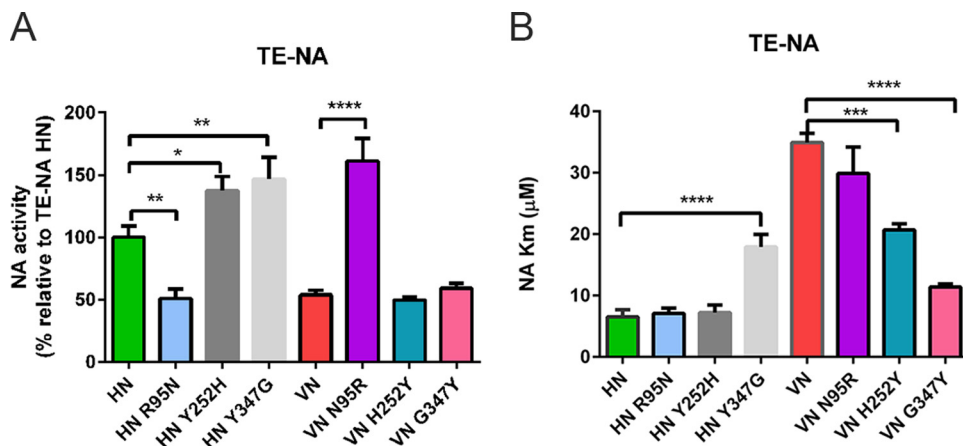 A
TE-NA
NA activity
(% relative to TE-NA HN)
200
150
100
50
0
**
*
**
****
HN
HN R95N
HN Y252H
HN Y347G
VN
VN N95R
VN H252Y
VN G347Y
B
TE-NA
NA Km (μM)
40
30
20
10
0
****
****
***
HN
HN R95N
HN Y252H
HN Y347G
VN
VN N95R
VN H252Y
VN G347Y